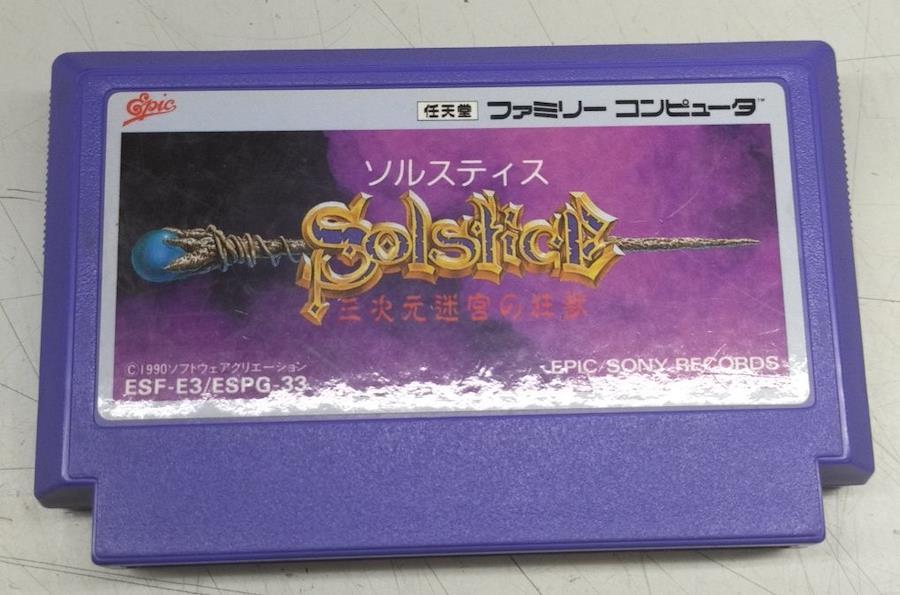 Epic
任天堂 ファミリー コンピュータ™
ソルスティス
Solstice
三次元迷宮の狂獣
©1990ソフトウェアクリエーション
ESF-E3/ESPG-33
EPIC/SONY RECORDS